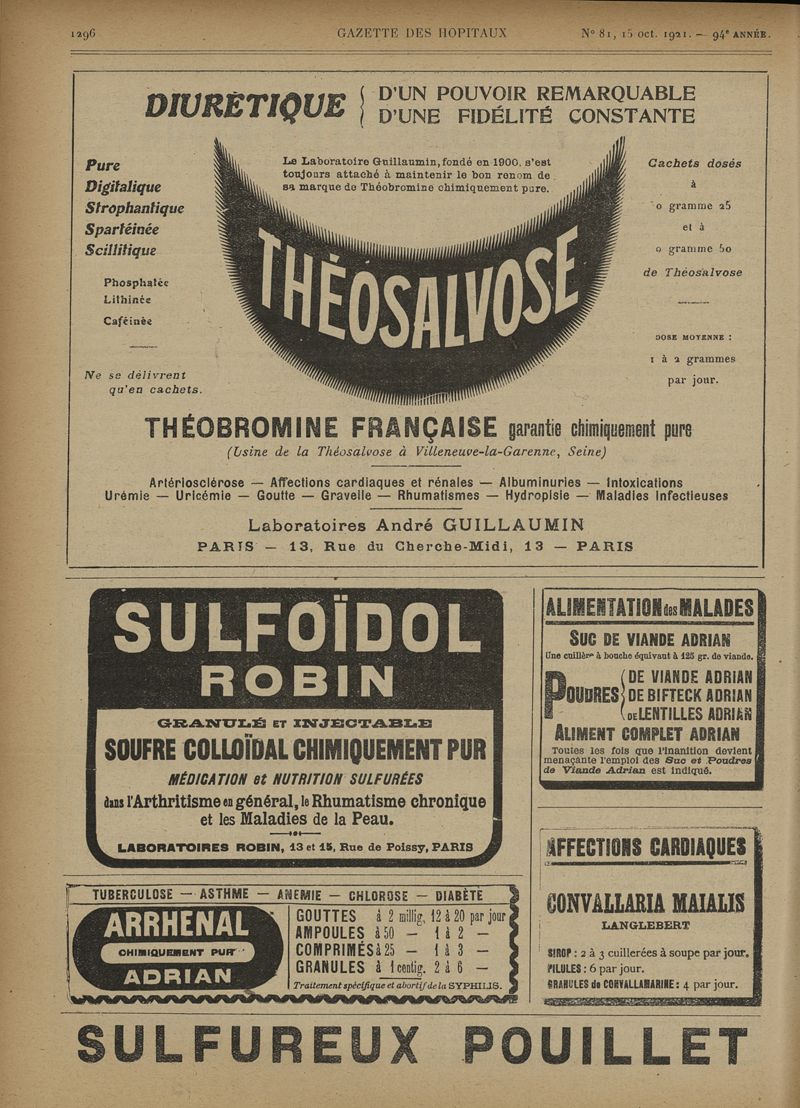 1296 GAZETTE DES HOPITAUX N° 81, 15 oct. 1921. — 94e ANNÉE.
DIURÉTIQUE { D'UN POUVOIR REMARQUABLE
D'UNE FIDÉLITÉ CONSTANTE
Le Laboratoire Guillaumin, fondé en 1900, s'est
toujours attaché à maintenir le bon renom de
sa marque de Théobromine chimiquement pure.
Pure
Digitalique
Strophantique
Spartéinée
Scillitique
Phosphatée
Lithinée
Caféinée
Ne se délivrent
qu'en cachets.
THÉOSALVOSE
Cachets dosés
à
0 gramme 25
et à
0 gramme 50
de Théosalvose
DOSE MOYENNE :
1 à 2 grammes
par jour.
THÉOBROMINE FRANÇAISE garantie chimiquement pure
(Usine de la Théosalvose à Villeneuve-la-Garenne, Seine)
Artériosclérose — Affections cardiaques et rénales — Albuminuries — Intoxications
Urémie — Uricémie — Goutte — Gravelle — Rhumatismes — Hydropisie — Maladies Infectieuses
Laboratoires André GUILLAUMIN
PARIS — 13, Rue du Cherche-Midi, 13 — PARIS
SULFOÏDOL
ROBIN
GRANULÉ ET INJECTABLE
SOUFRE COLLOÏDAL CHIMIQUEMENT PUR
MÉDICATION et NUTRITION SULFURÉES
dans l'Arthritisme en général, le Rhumatisme chronique
et les Maladies de la Peau.
LABORATOIRES ROBIN, 13 et 15, Rue de Poissy, PARIS
ALIMENTATION des MALADES
SUC DE VIANDE ADRIAN
Une cuillère à bouche équivaut à 125 gr. de viande.
POUDRES { DE VIANDE ADRIAN
DE BIFTECK ADRIAN
DE LENTILLES ADRIAN
ALIMENT COMPLET ADRIAN
Toutes les fois que l'inanition devient
menaçante l'emploi des Suc et Poudres
de Viande Adrian est indiqué.
TUBERCULOSE — ASTHME — ANEMIE — CHLOROSE — DIABÈTE
ARRHENAL
CHIMIQUEMENT PUR
ADRIAN
GOUTTES à 2 millig. 12 à 20 par jour
AMPOULES à 50 — 1 à 2 —
COMPRIMÉS à 25 — 1 à 3 —
GRANULES à 1 centig. 2 à 6 —
Traitement spécifique et abortif de la SYPHILIS.
AFFECTIONS CARDIAQUES
CONVALLARIA MAIALIS
LANGLEBERT
SIROP : 2 à 3 cuillerées à soupe par jour.
PILULES : 6 par jour.
GRANULES de CONVALLAMARINE : 4 par jour.
SULFUREUX POUILLET